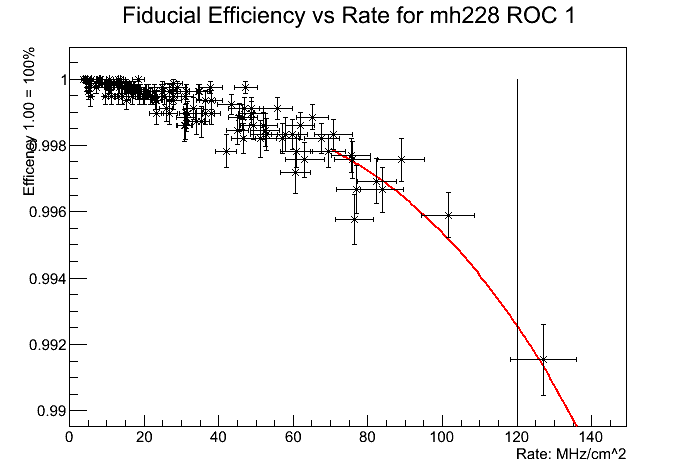 Fiducial Efficiency vs Rate for mh228 ROC 1
Efficency 1.00 = 100%
1
0.998
0.996
0.994
0.992
0.99
0 20 40 60 80 100 120 140
Rate: MHz/cm^2